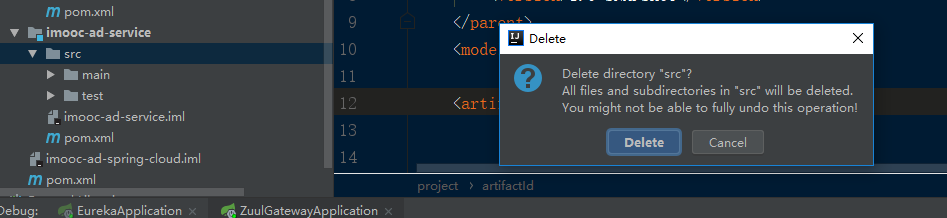 pom.xml
imooc-ad-service
src
main
test
imooc-ad-service.iml
pom.xml
imooc-ad-spring-cloud.iml
pom.xml
9 </parent>
10 <mode
11
12 <arti
13
14
Delete
Delete directory "src"?
All files and subdirectories in "src" will be deleted.
You might not be able to fully undo this operation!
Delete
Cancel
project › artifactId
Debug:
EurekaApplication ×
ZuulGatewayApplication ×